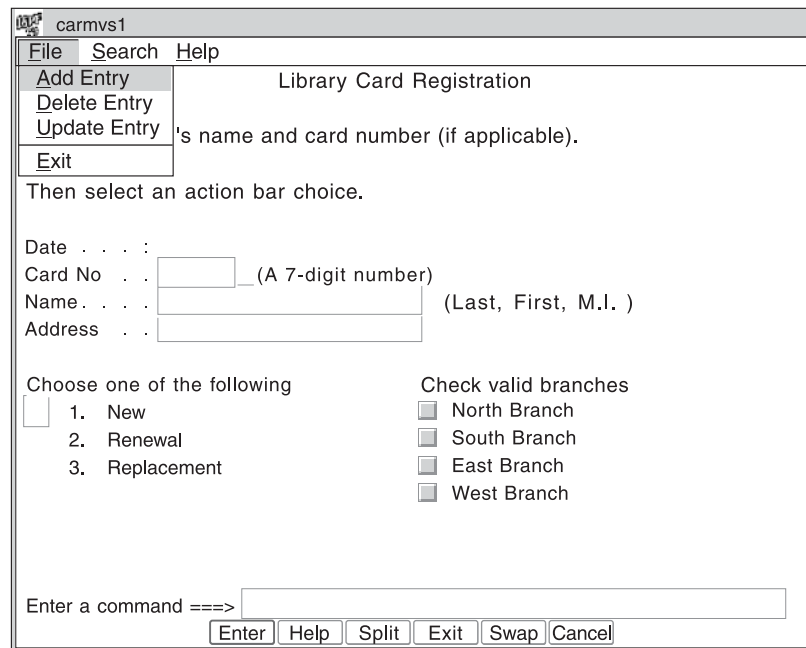 carmvs1
File Search Help
Add Entry
Library Card Registration
Delete Entry
Update Entry
's name and card number (if applicable).
Exit
Then select an action bar choice.
Date . . . :
Card No . . _ (A 7-digit number)
Name . . . . (Last, First, M.I. )
Address . .
Choose one of the following
Check valid branches
1. New
North Branch
2. Renewal
South Branch
3. Replacement
East Branch
West Branch
Enter a command ===>
Enter Help Split Exit Swap Cancel